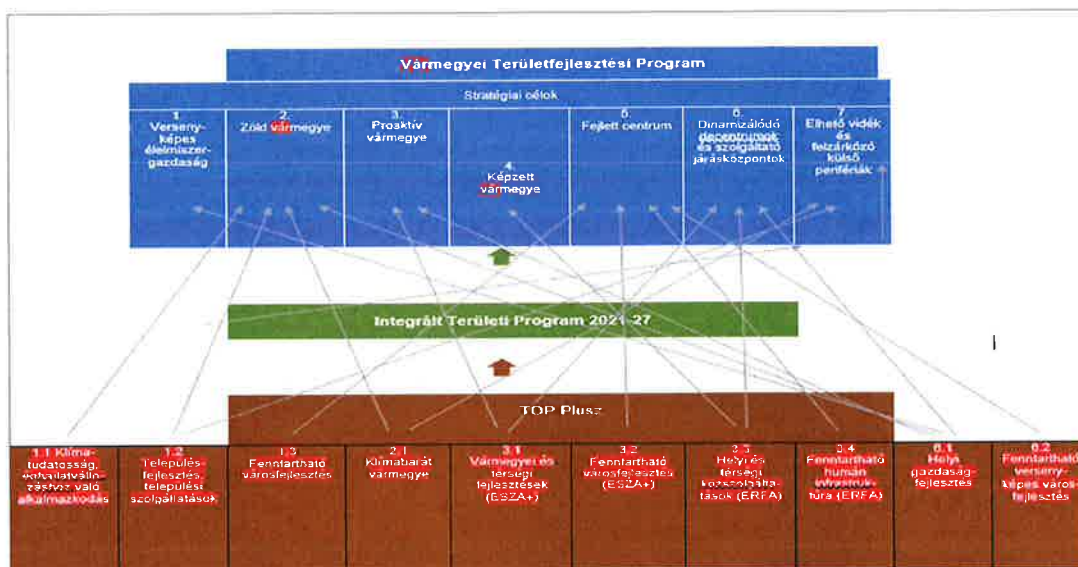 Vármegyei Területfejlesztési Program
Stratégiai célok
1.
Verseny-
képes
élelmiszer-
gazdaság
2.
Zöld vármegye
3.
Proaktív
vármegye
4.
Képzett
vármegye
5.
Fejlett centrum
6.
Dinamizálódó
decentrumok
és szolgáltató
járásközpontok
7.
Élhető vidék
és
felzárkózó
külső
perifériák
Integrált Területi Program 2021-27
TOP Plusz
1.1 Klíma-
tudatosság,
záshoz való
alkalmazkodás
1.2
Település-
fejlesztés,
települési
szolgáltatások
1.3
Fenntartható
városfejlesztés
2.1
Klímabarát
vármegye
3.1
Vármegyei és
térségi
fejlesztések
(ESZA+)
3.2
Fenntartható
városfejlesztés
(ESZA+)
3.3
Helyi és
térségi
közszolgálta-
tások (ERFA)
3.4
Fenntartható
humán
infrastruk-
túra (ERFA)
6.1
Helyi
gazdaság-
fejlesztés
6.2
Fenntartható
verseny-
képes város-
fejlesztés